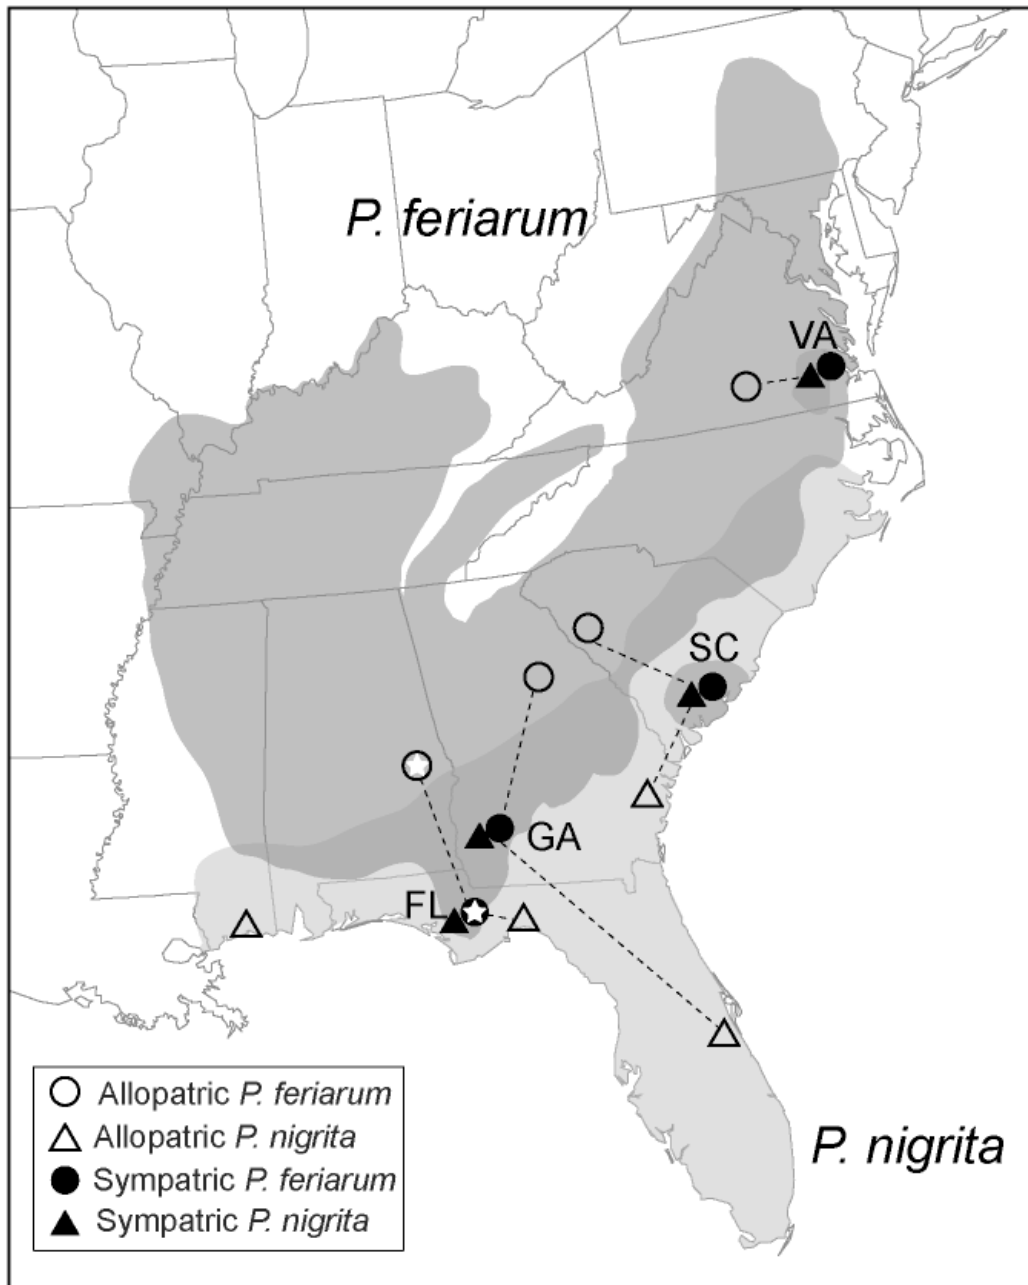 P. feriarum
VA
SC
GA
FL
P. nigrita
Allopatric P. feriarum
Allopatric P. nigrita
Sympatric P. feriarum
Sympatric P. nigrita